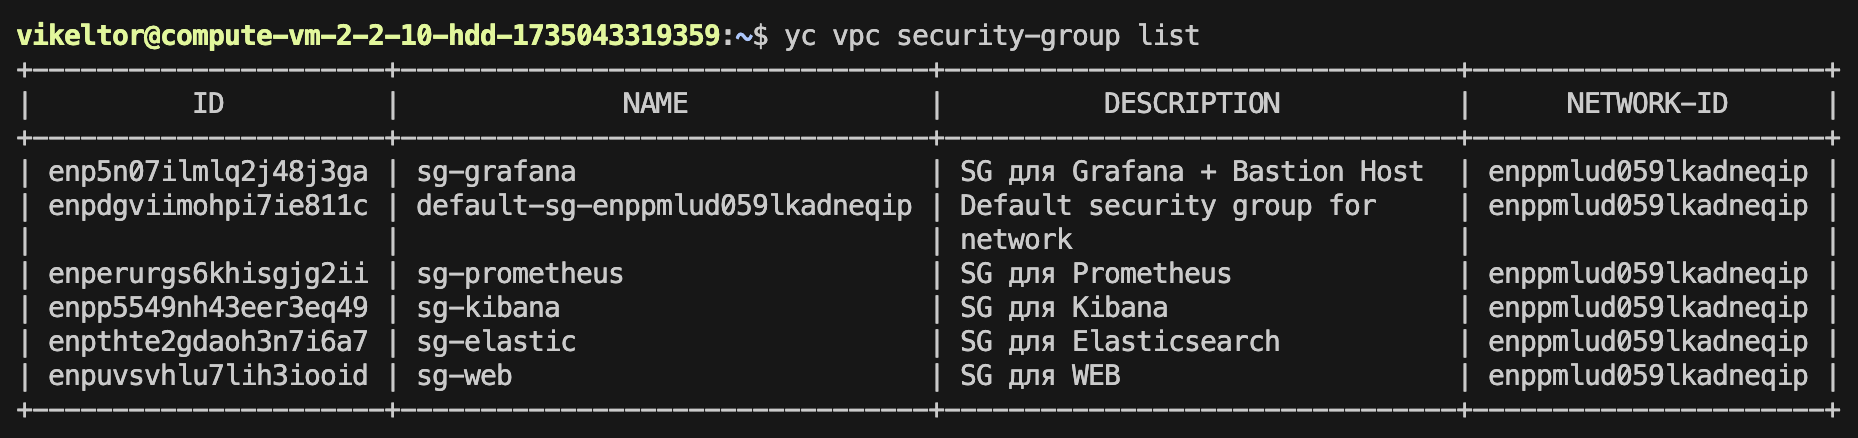 vikeltor@compute-vm-2-2-10-hdd-1735043319359:~$ yc vpc security-group list
+----------------------+---------------------------------+--------------------------------+----------------------+
| ID | NAME | DESCRIPTION | NETWORK-ID |
+----------------------+---------------------------------+--------------------------------+----------------------+
| enp5n07ilmlq2j48j3ga | sg-grafana | SG для Grafana + Bastion Host | enppmlud059lkadneqip |
| enpdgviimohpi7ie811c | default-sg-enppmlud059lkadneqip | Default security group for | enppmlud059lkadneqip |
| | | network | |
| enperurgs6khisgjg2ii | sg-prometheus | SG для Prometheus | enppmlud059lkadneqip |
| enpp5549nh43eer3eq49 | sg-kibana | SG для Kibana | enppmlud059lkadneqip |
| enpthte2gdaoh3n7i6a7 | sg-elastic | SG для Elasticsearch | enppmlud059lkadneqip |
| enpuvsvhlu7lih3iooid | sg-web | SG для WEB | enppmlud059lkadneqip |
+----------------------+---------------------------------+--------------------------------+----------------------+